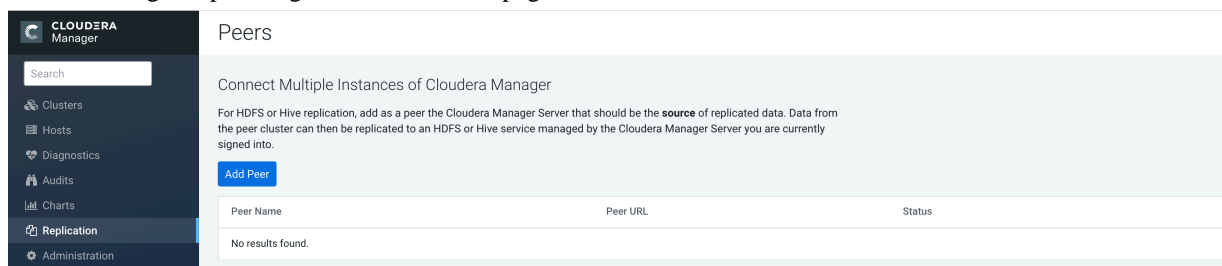 CLOUDERA
Manager
Search
Clusters
Hosts
Diagnostics
Audits
Charts
Replication
Administration
Peers
Connect Multiple Instances of Cloudera Manager
For HDFS or Hive replication, add as a peer the Cloudera Manager Server that should be the source of replicated data. Data from
the peer cluster can then be replicated to an HDFS or Hive service managed by the Cloudera Manager Server you are currently
signed into.
Add Peer
Peer Name Peer URL Status
No results found.